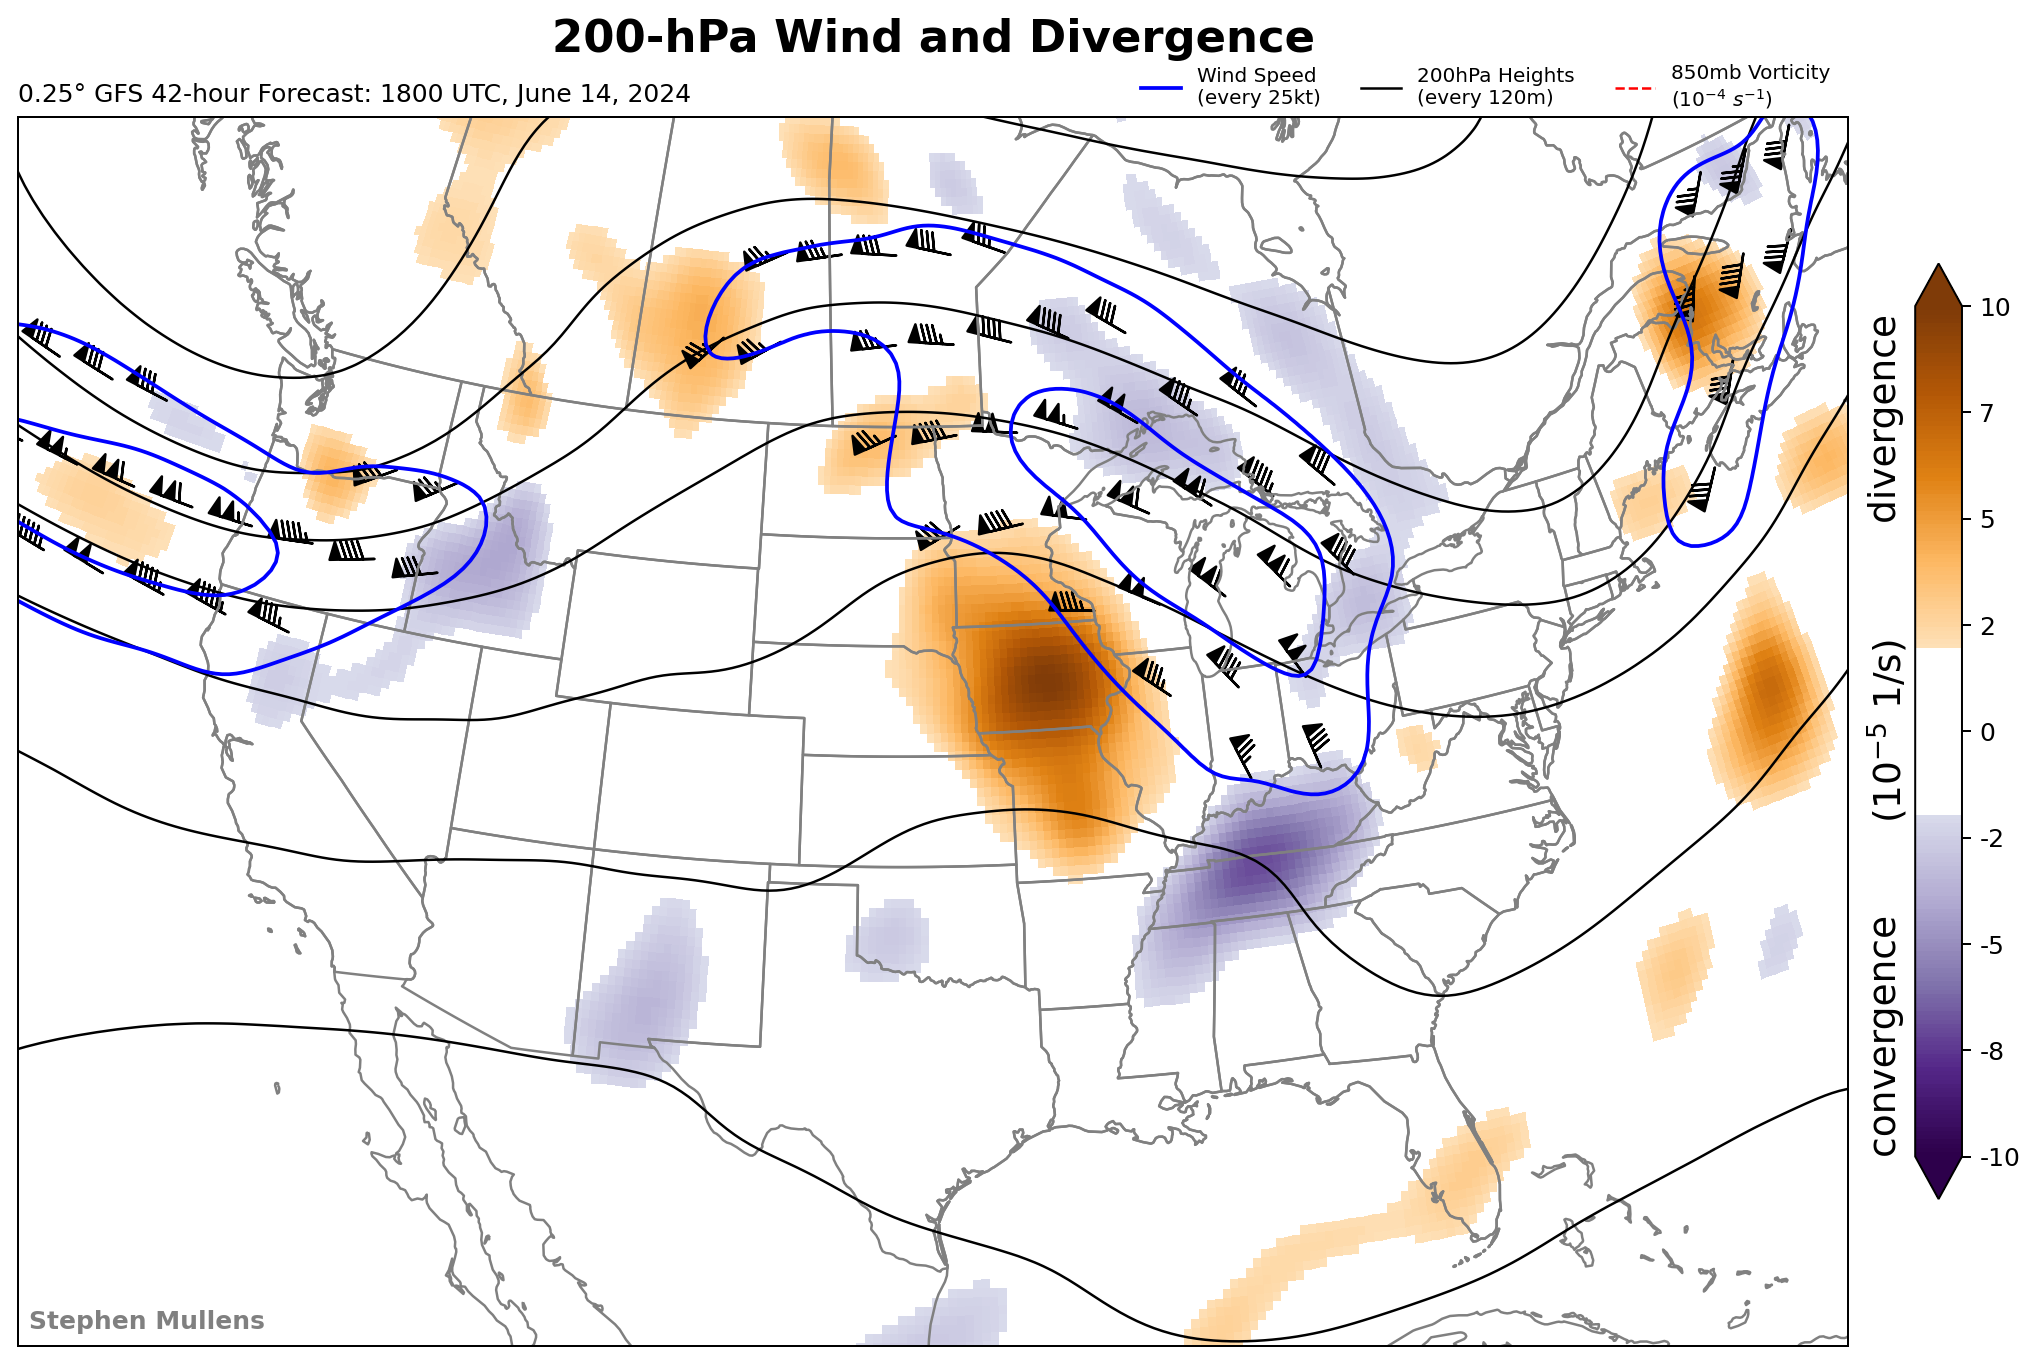 200-hPa Wind and Divergence
0.25° GFS 42-hour Forecast: 1800 UTC, June 14, 2024
Wind Speed
(every 25kt)
200hPa Heights
(every 120m)
850mb Vorticity
(10⁻⁴ s⁻¹)
10
7
5
2
0
-2
-5
-8
-10
convergence (10⁻⁵ 1/s) divergence
Stephen Mullens